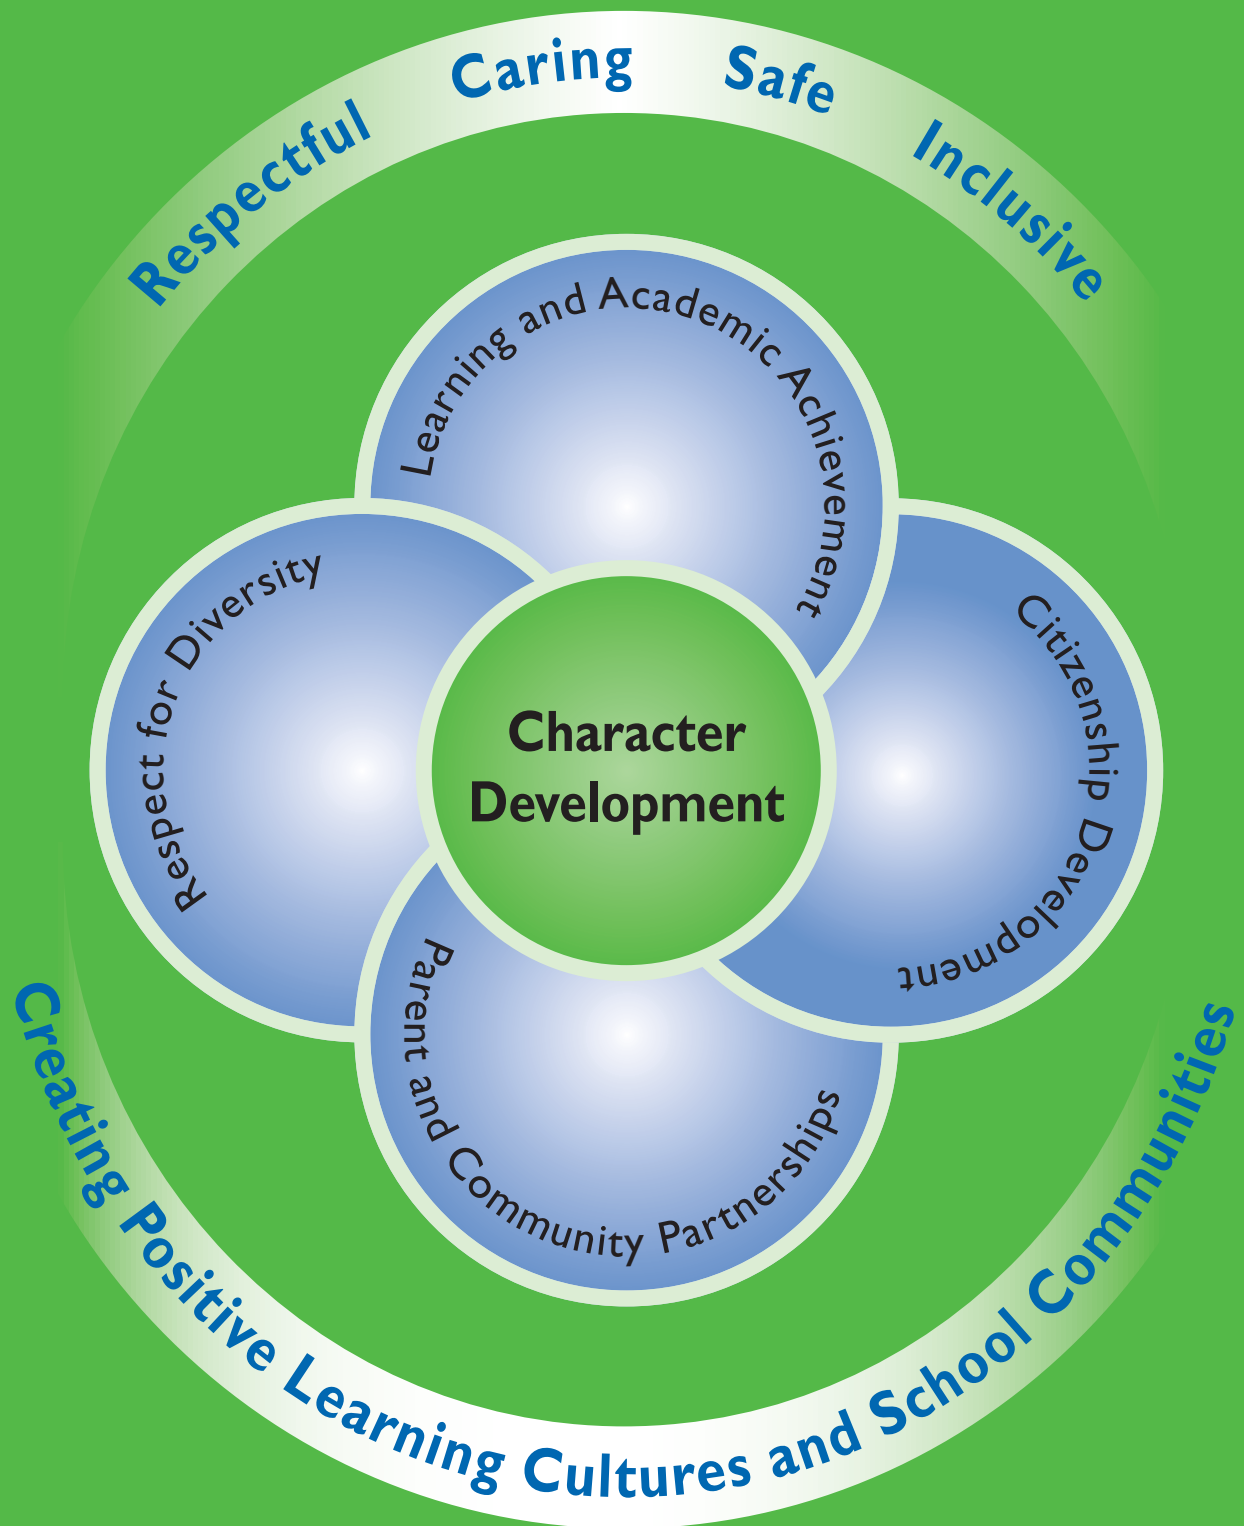 Respectful Caring Safe Inclusive
Learning and Academic Achievement
Respect for Diversity
Citizenship Development
Character
Development
Parent and Community Partnerships
Creating Positive Learning Cultures and School Communities